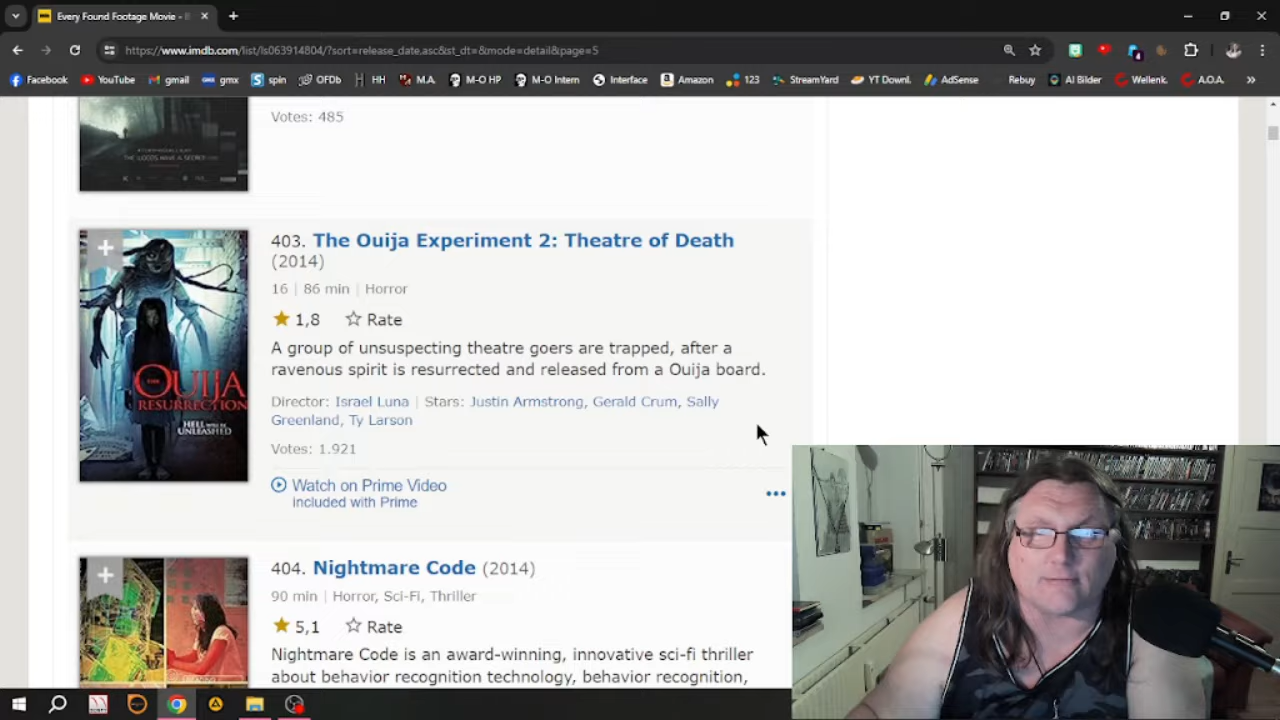 Every Found Footage Movie - I
https://www.imdb.com/list/ls063914804/?sort=release_date.asc&st_dt=&mode=detail&page=5
Facebook YouTube gmail gmx spin OFDb HH M.A. M-O HP M-O Intern Interface Amazon 123 StreamYard YT Downl. AdSense Rebuy AI Bilder Wellenk. A.O.A. »
Votes: 485
403. The Ouija Experiment 2: Theatre of Death
(2014)
16 | 86 min | Horror
1,8 Rate
A group of unsuspecting theatre goers are trapped, after a
ravenous spirit is resurrected and released from a Ouija board.
Director: Israel Luna | Stars: Justin Armstrong, Gerald Crum, Sally
Greenland, Ty Larson
Votes: 1.921
Watch on Prime Video
included with Prime
THE
OUIJA
RESURRECTION
HELL WILL BE
UNLEASHED
404. Nightmare Code (2014)
90 min | Horror, Sci-Fi, Thriller
5,1 Rate
Nightmare Code is an award-winning, innovative sci-fi thriller
about behavior recognition technology, behavior recognition,